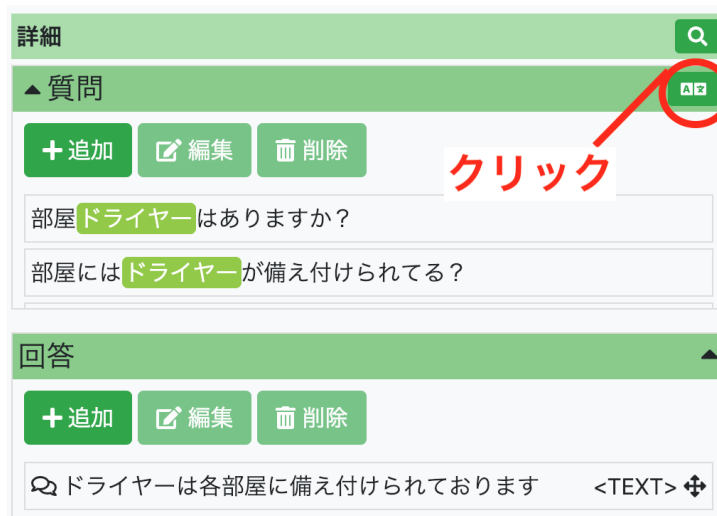 詳細
質問
追加 編集 削除
クリック
部屋ドライヤーはありますか？
部屋にはドライヤーが備え付けられてる？
回答
追加 編集 削除
ドライヤーは各部屋に備え付けられております <TEXT>